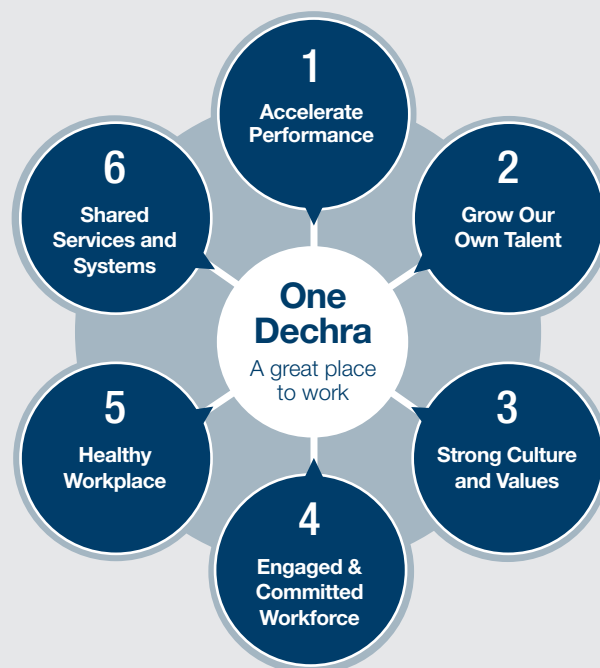 1
Accelerate
Performance
2
Grow Our
Own Talent
3
Strong Culture
and Values
4
Engaged &
Committed
Workforce
5
Healthy
Workplace
6
Shared
Services and
Systems
One
Dechra
A great place
to work